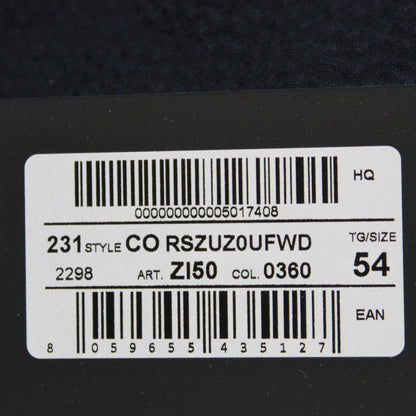 HQ
000000000005017408
231 STYLE CO RSZUZ0UFWD TG/SIZE
2298 ART. ZI50 COL. 0360 54
EAN
8 059655 435127